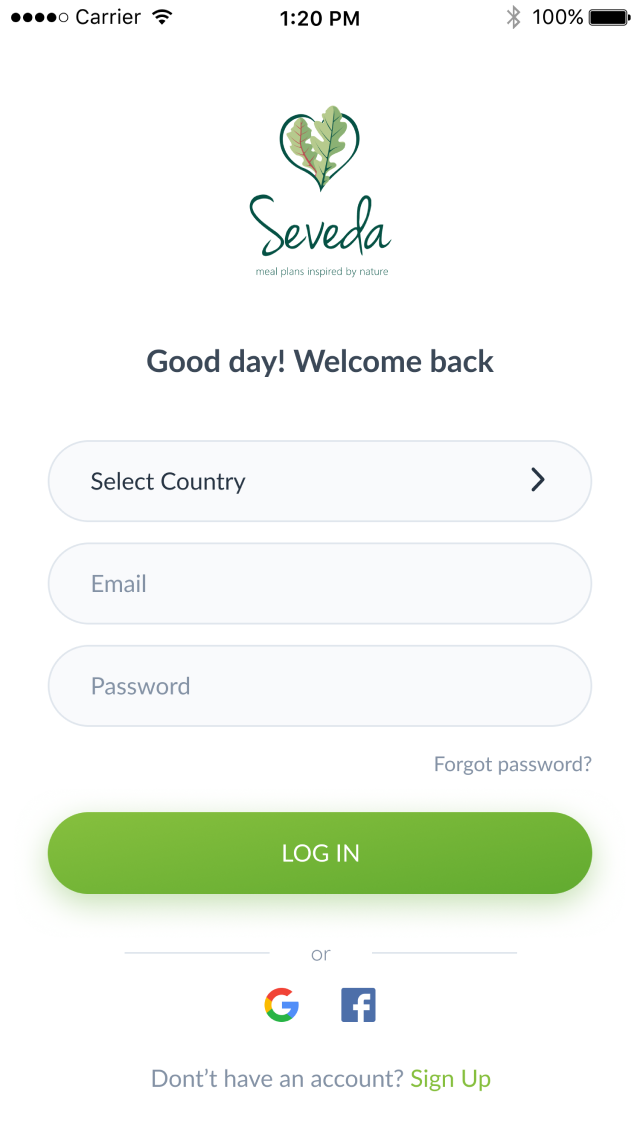 Carrier 1:20 PM 100%
Seveda
meal plans inspired by nature
Good day! Welcome back
Select Country
Email
Password
Forgot password?
LOG IN
or
Dont’t have an account? Sign Up